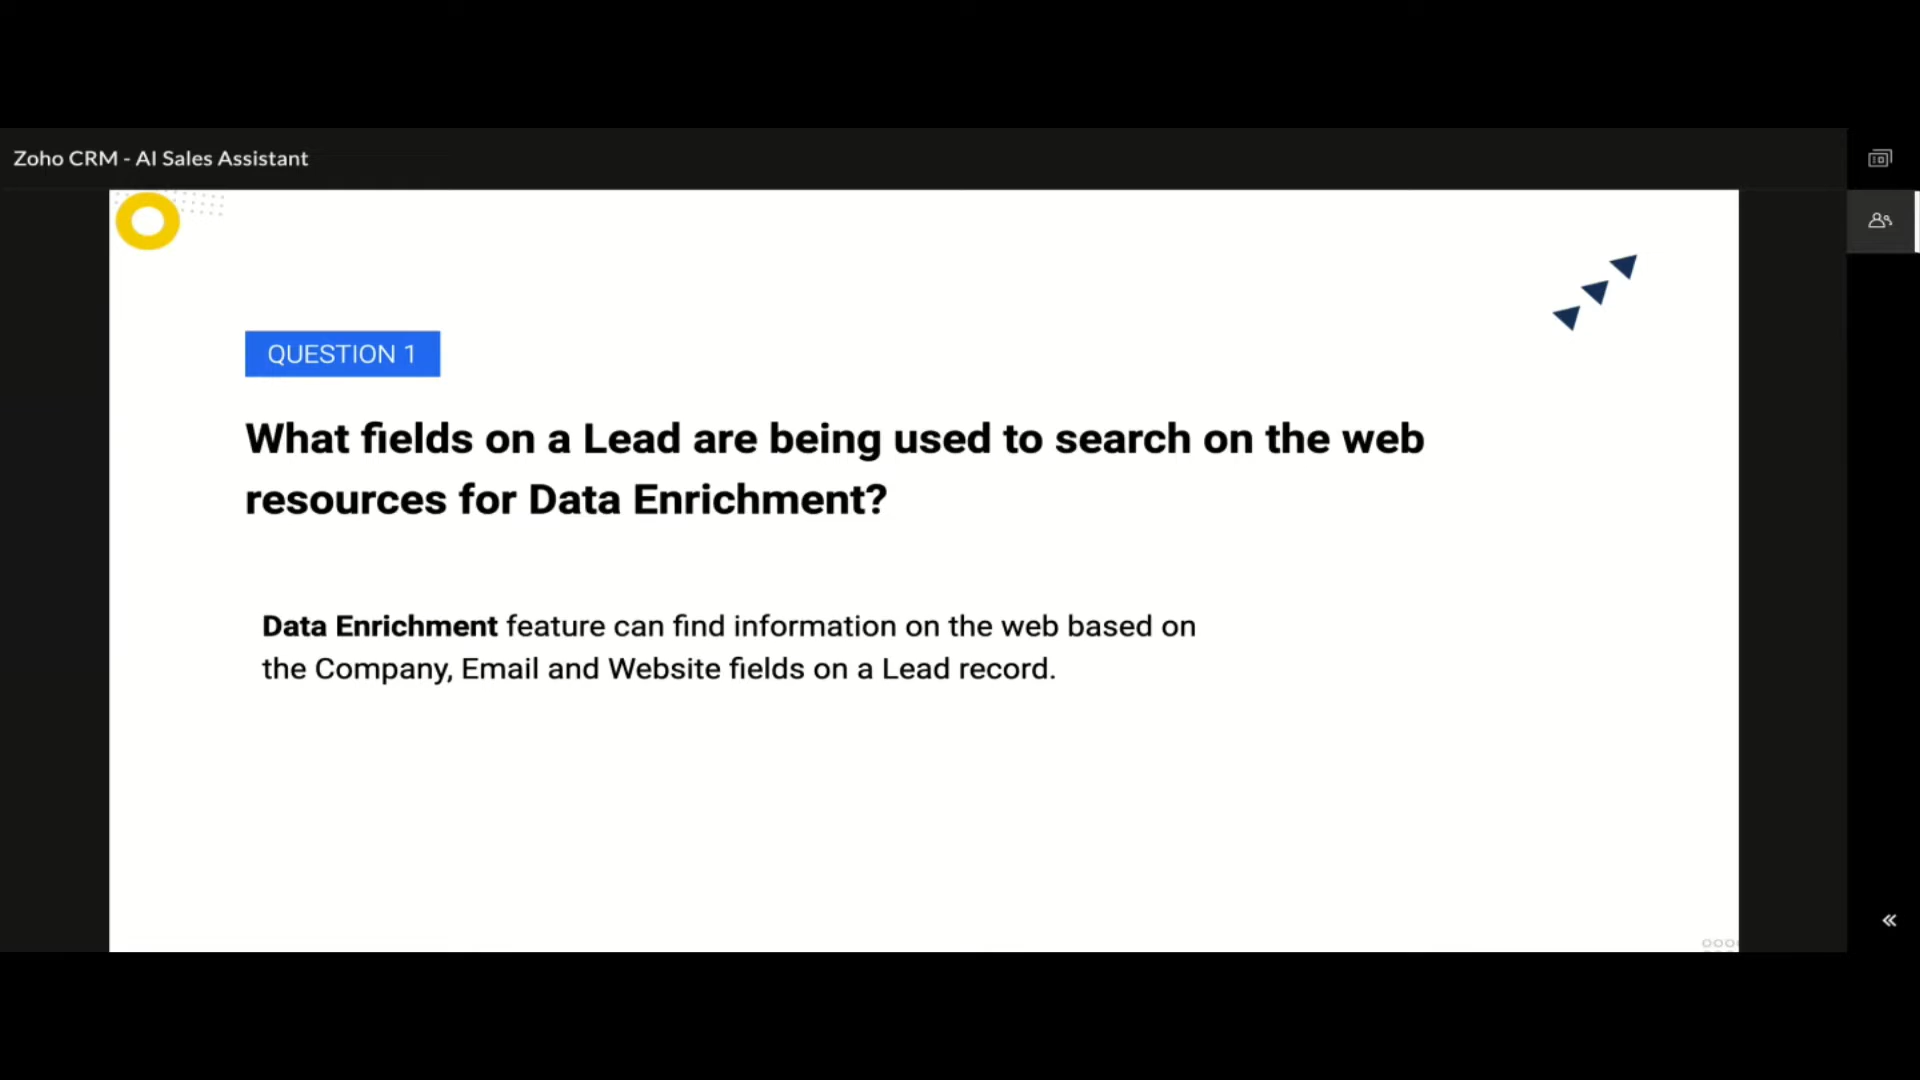 Zoho CRM - AI Sales Assistant
QUESTION 1
What fields on a Lead are being used to search on the web
resources for Data Enrichment?
Data Enrichment feature can find information on the web based on
the Company, Email and Website fields on a Lead record.